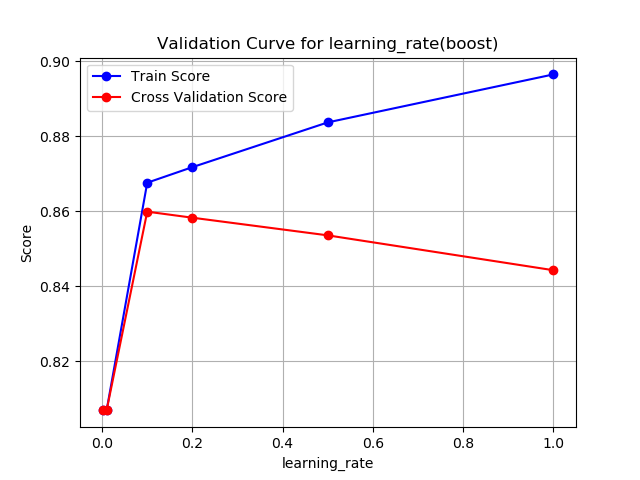 Validation Curve for learning_rate(boost)
Train Score
Cross Validation Score
0.90
0.88
0.86
0.84
0.82
Score
0.0 0.2 0.4 0.6 0.8 1.0
learning_rate